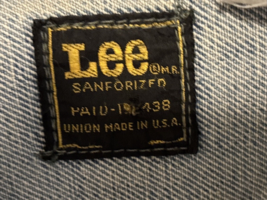 Lee ® M.R.
SANFORIZED
UNION MADE IN U.S.A.